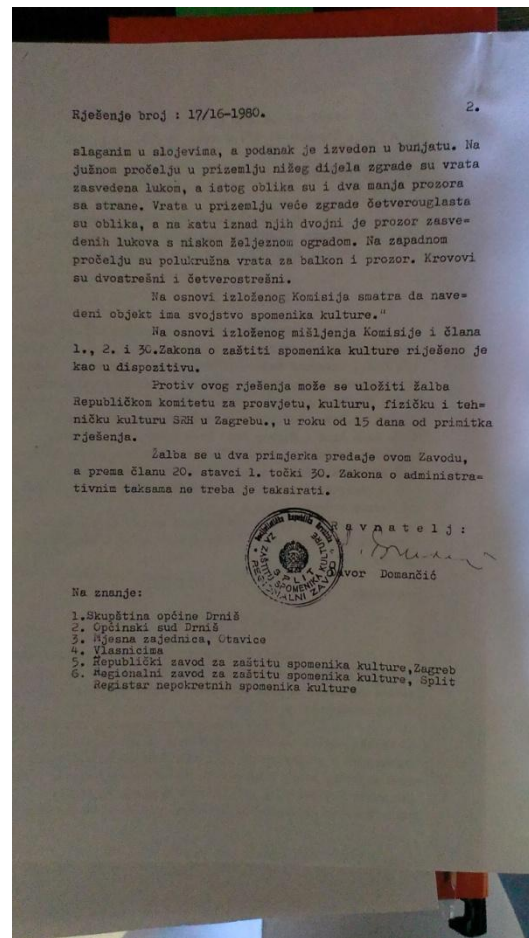 Rješenje broj : 17/16-1980.
2.
slaganim u slojevima, a podanak je izveden u bunjatu. Na
južnom pročelju u prizemlju nižeg dijela zgrade su vrata
zasvedena lukom, a istog oblika su i dva manja prozora
sa strane. Vrata u prizemlju veće zgrade četverouglasta
su oblika, a na katu iznad njih dvojni je prozor zasve=
denih lukova s niskom željeznom ogradom. Na zapadnom
pročelju su polukružna vrata za balkon i prozor. Krovovi
su dvostrešni i četverostrešni.
Na osnovi izloženog Komisija smatra da nave=
deni objekt ima svojstvo spomenika kulture."
Na osnovi izloženog mišljenja Komisije i člana
1., 2. i 30.Zakona o zaštiti spomenika kulture riješeno je
kao u dispozitivu.
Protiv ovog rješenja može se uložiti žalba
Republičkom komitetu za prosvjetu, kulturu, fizičku i teh=
ničku kulturu SRH u Zagrebu., u roku od 15 dana od primitka
rješenja.
Žalba se u dva primjerka predaje ovom Zavodu,
a prema članu 20. stavci 1. točki 30. Zakona o administra=
tivnim taksama ne treba je taksirati.
Ravnatelj:
Socijalistička Republika Hrvatska
ZA ZAŠTITU SPOMENIKA KULTURE
SPLIT
ZAVOD
Davor Domančić
Na znanje:
1.Skupština općine Drniš
2. Općinski sud Drniš
3. Mjesna zajednica, Otavice
4. Vlasnicima
5. Republički zavod za zaštitu spomenika kulture,Zagreb
6. Regionalni zavod za zaštitu spomenika kulture, Split
Registar nepokretnih spomenika kulture